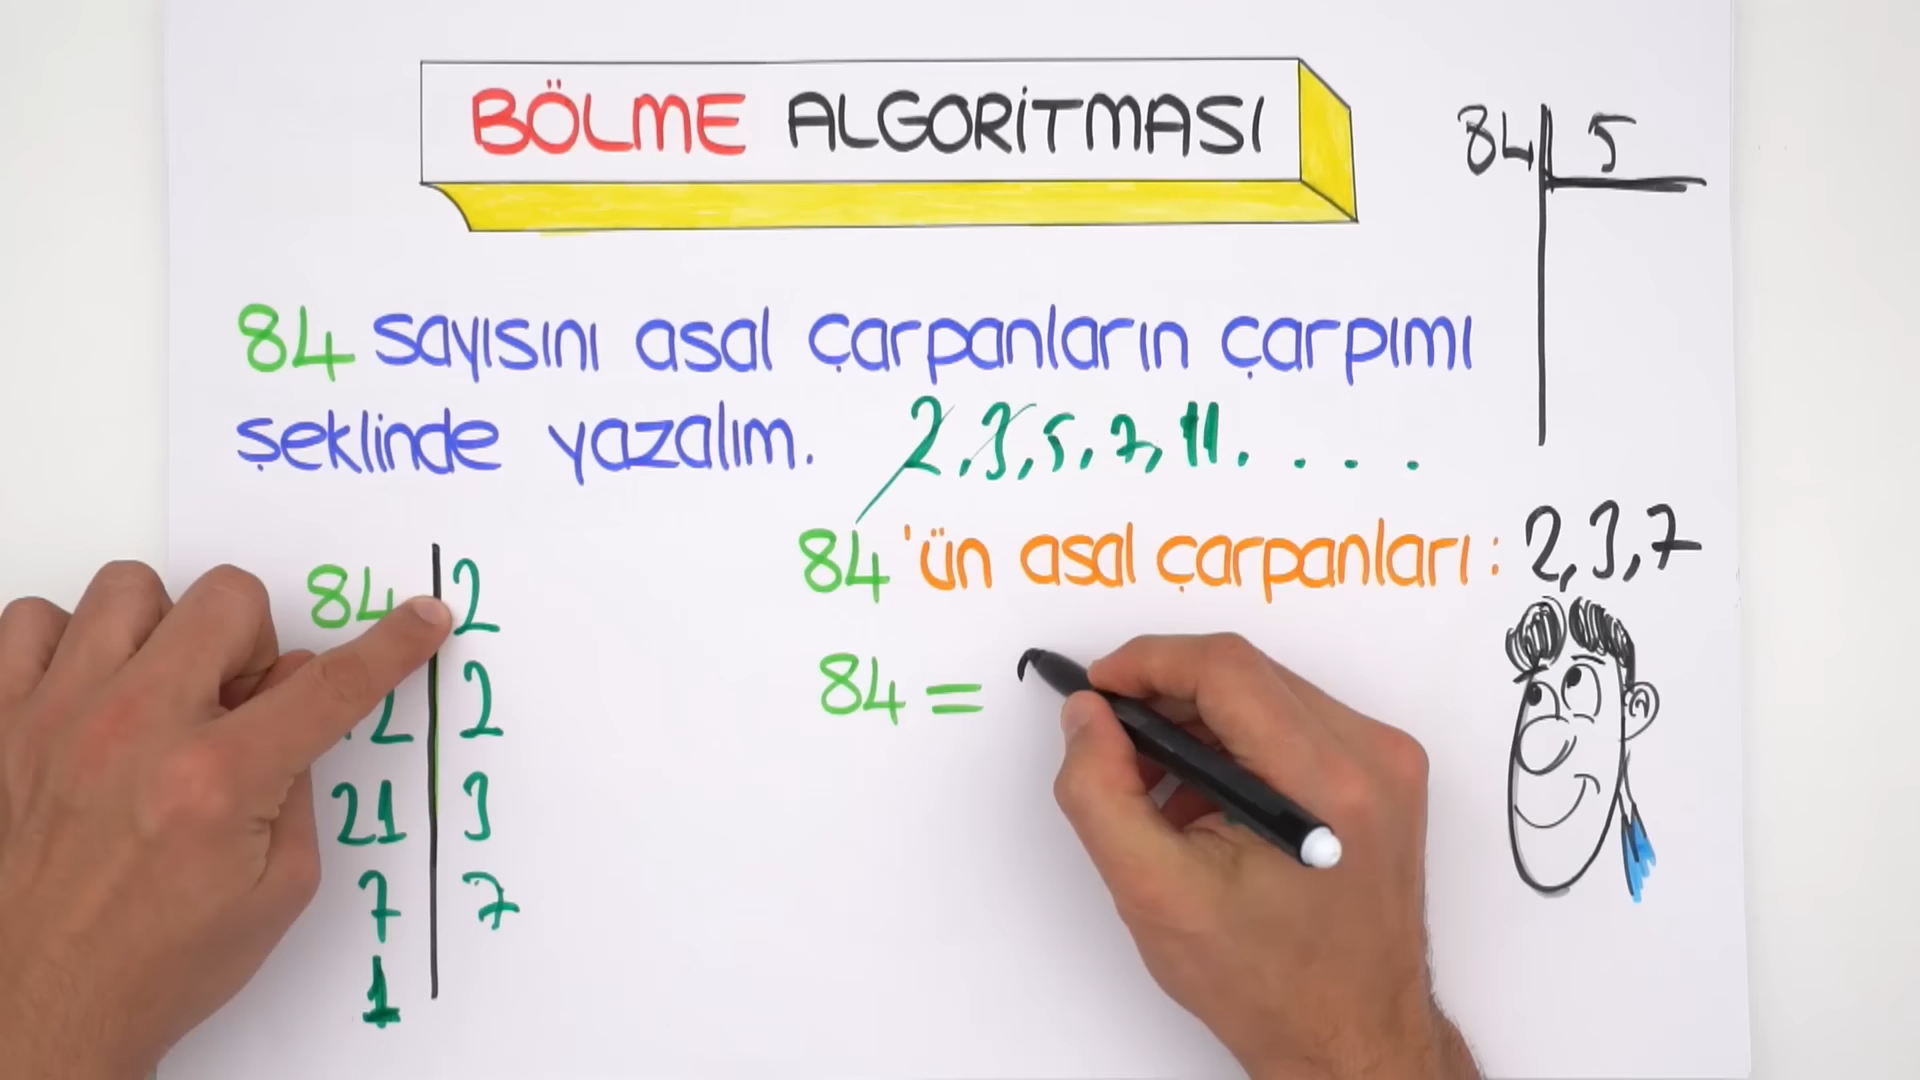 BÖLME ALGORİTMASI
84 5
84 sayısını asal çarpanların çarpımı
şeklinde yazalım. 2, 3, 5, 7, 11. . . .
84'ün asal çarpanları: 2, 3, 7
84 2
84 =
2 2
21 3
7 7
1